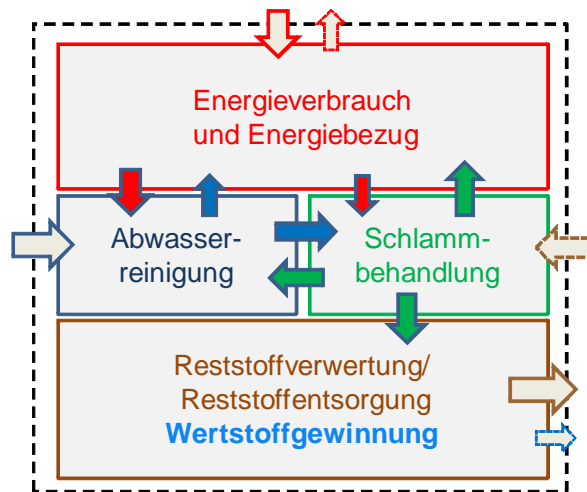 Energieverbrauch
und Energiebezug
Abwasser-
reinigung
Schlamm-
behandlung
Reststoffverwertung/
Reststoffentsorgung
Wertstoffgewinnung